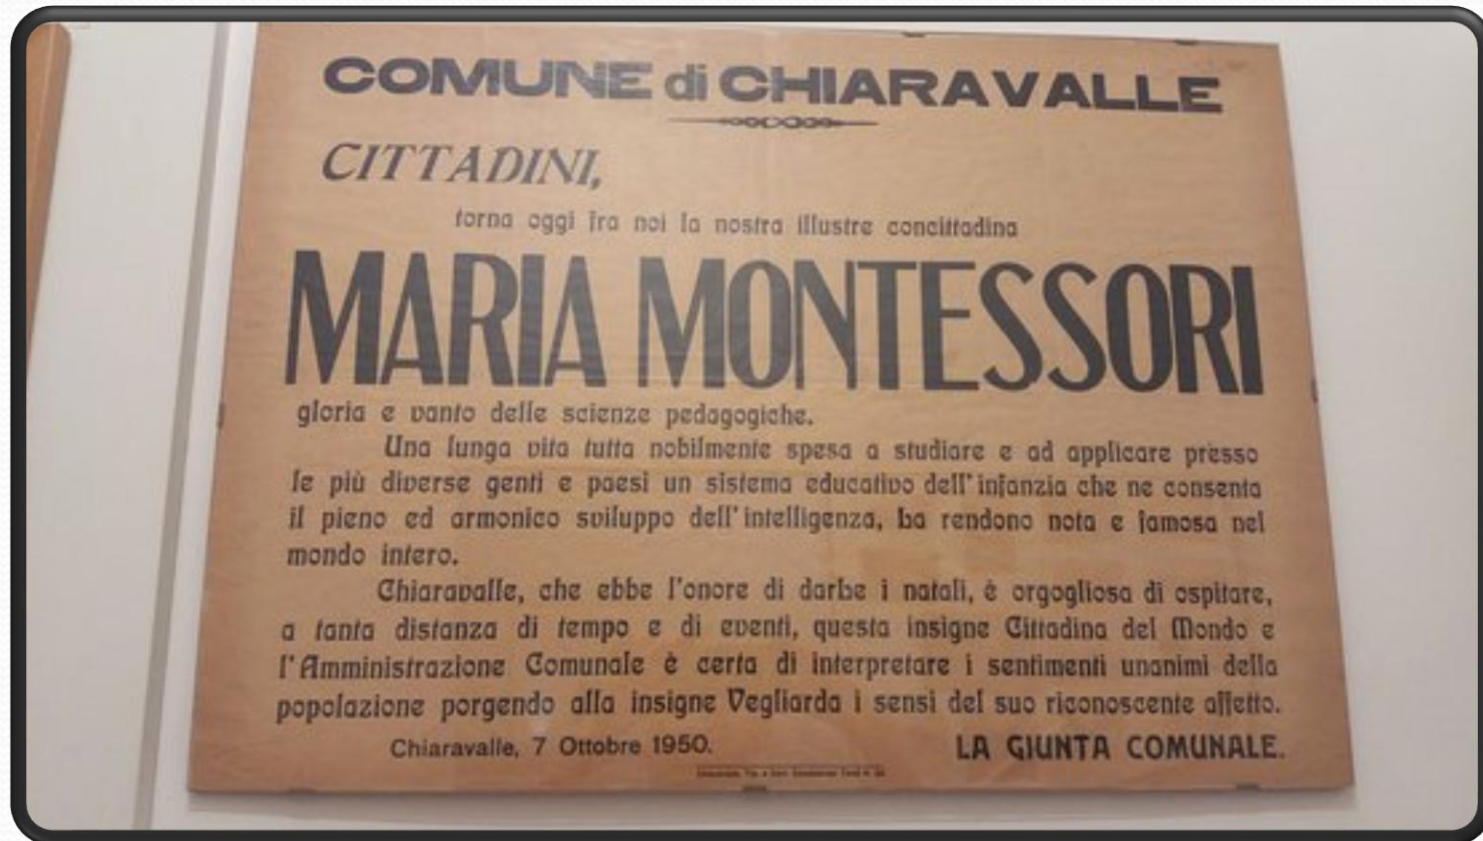 COMUNE di CHIARAVALLE
CITTADINI,
torna oggi fra noi la nostra illustre concittadina
MARIA MONTESSORI
gloria e vanto delle scienze pedagogiche.
Una lunga vita tutta nobilmente spesa a studiare e ad applicare presso
le più diverse genti e paesi un sistema educativo dell'infanzia che ne consenta
il pieno ed armonico sviluppo dell'intelligenza, ba rendono nota e famosa nel
mondo intero.
Chiaravalle, che ebbe l'onore di darbe i natali, è orgogliosa di ospitare,
a tanta distanza di tempo e di eventi, questa insigne Cittadina del Mondo e
l'Amministrazione Comunale è certa di interpretare i sentimenti unanimi della
popolazione porgendo alla insigne Vegliarda i sensi del suo riconoscente affetto.
Chiaravalle, 7 Ottobre 1950.
LA GIUNTA COMUNALE.